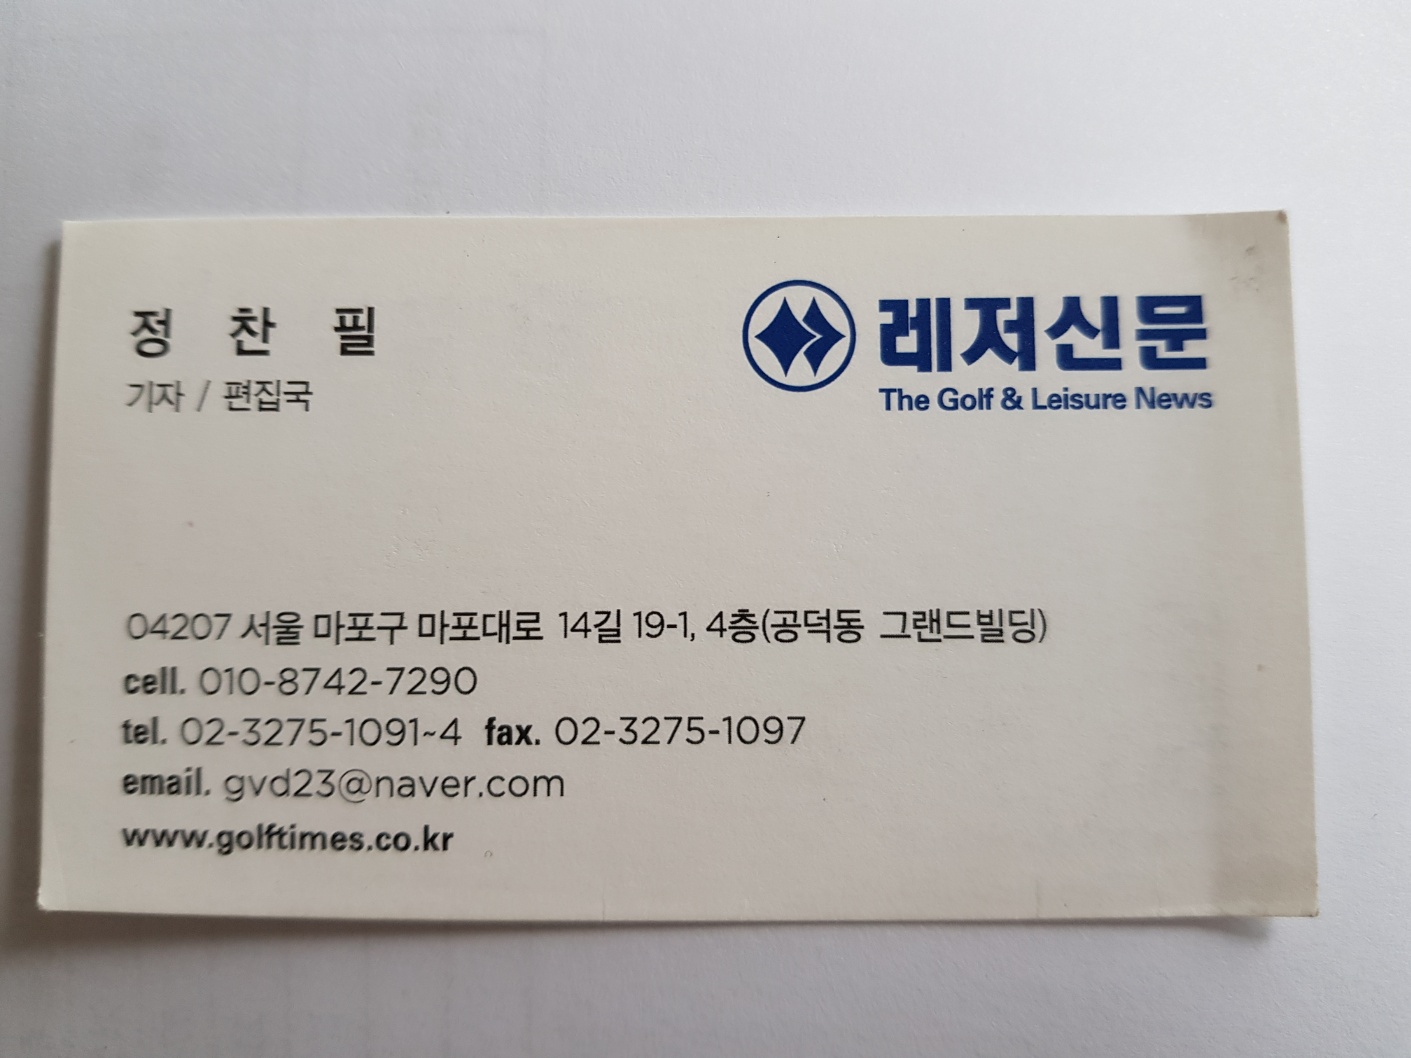 정 찬 필
기자 / 편집국
레저신문
The Golf & Leisure News
04207 서울 마포구 마포대로 14길 19-1, 4층(공덕동 그랜드빌딩)
cell. 010-8742-7290
tel. 02-3275-1091~4 fax. 02-3275-1097
email. gvd23@naver.com
www.golftimes.co.kr